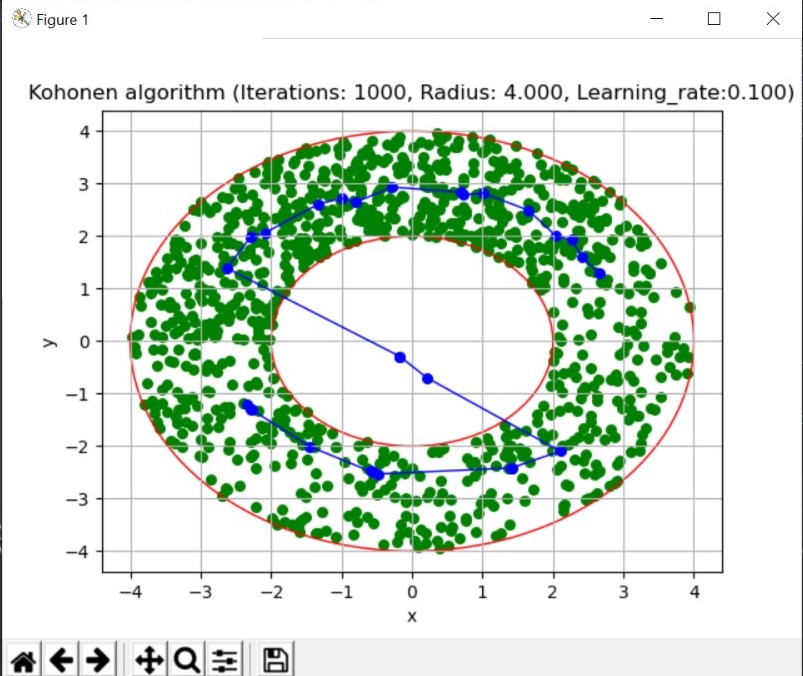 Figure 1
Kohonen algorithm (Iterations: 1000, Radius: 4.000, Learning_rate:0.100)
4
3
2
1
0
−1
−2
−3
−4
y
−4 −3 −2 −1 0 1 2 3 4
x